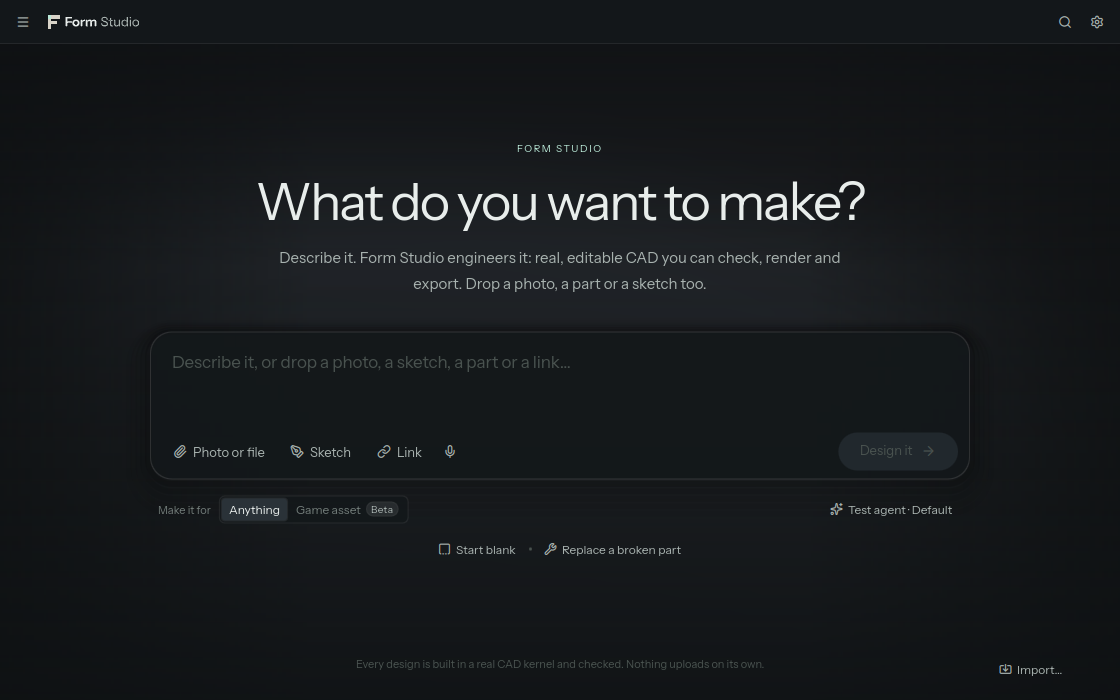 Form Studio
FORM STUDIO
What do you want to make?
Describe it. Form Studio engineers it: real, editable CAD you can check, render and
export. Drop a photo, a part or a sketch too.
Describe it, or drop a photo, a sketch, a part or a link...
Photo or file Sketch Link Design it
Make it for Anything Game asset Beta Test agent · Default
Start blank • Replace a broken part
Every design is built in a real CAD kernel and checked. Nothing uploads on its own.
Import...